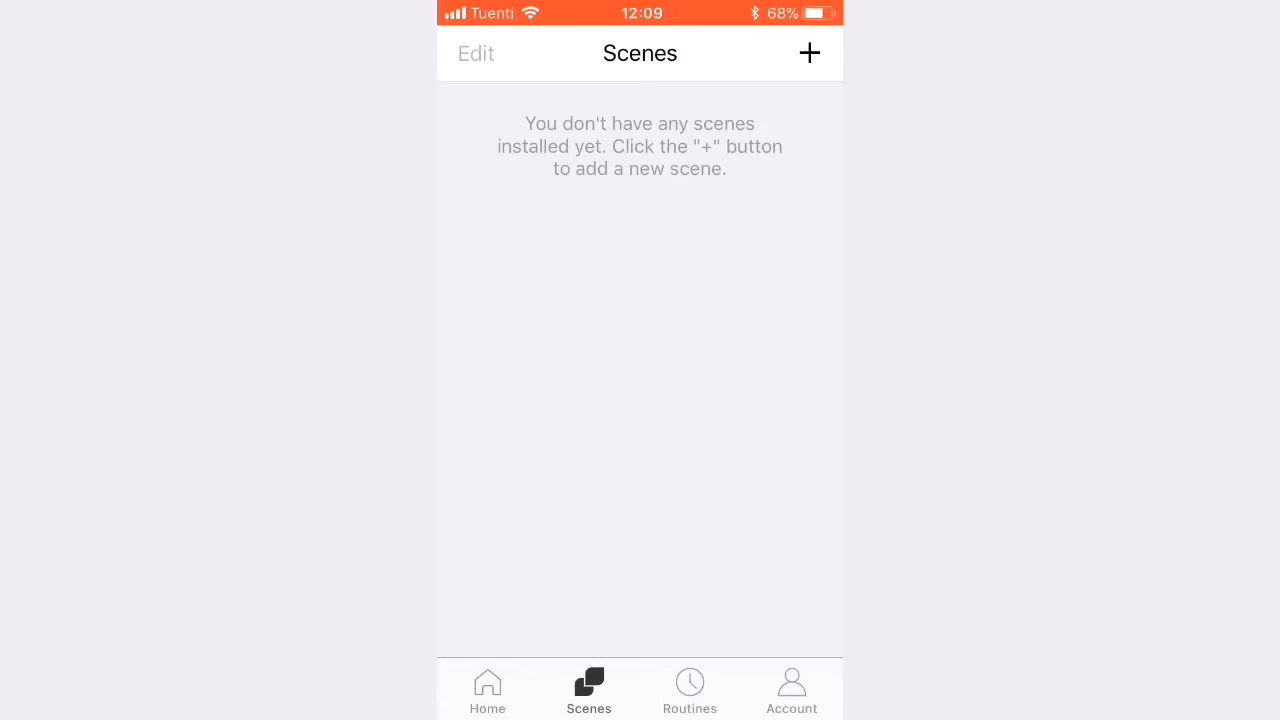 Tuenti 12:09 68%
Edit Scenes +
You don't have any scenes
installed yet. Click the "+" button
to add a new scene.
Home Scenes Routines Account